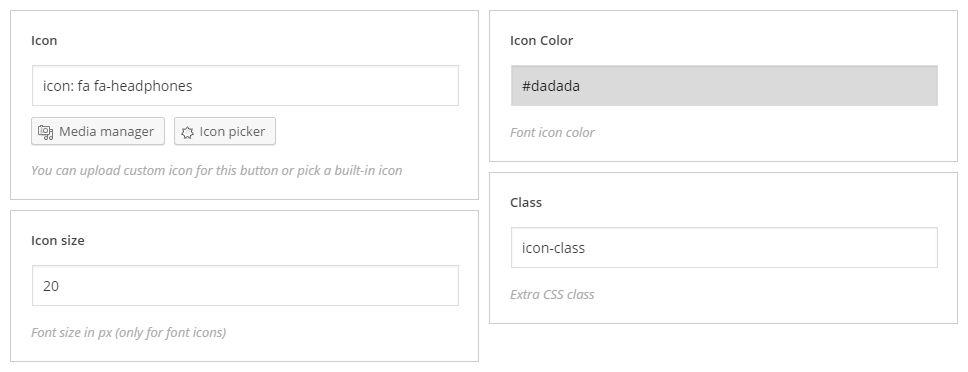 Icon
icon: fa fa-headphones
Media manager
Icon picker
You can upload custom icon for this button or pick a built-in icon
Icon size
20
Font size in px (only for font icons)
Icon Color
#dadada
Font icon color
Class
icon-class
Extra CSS class